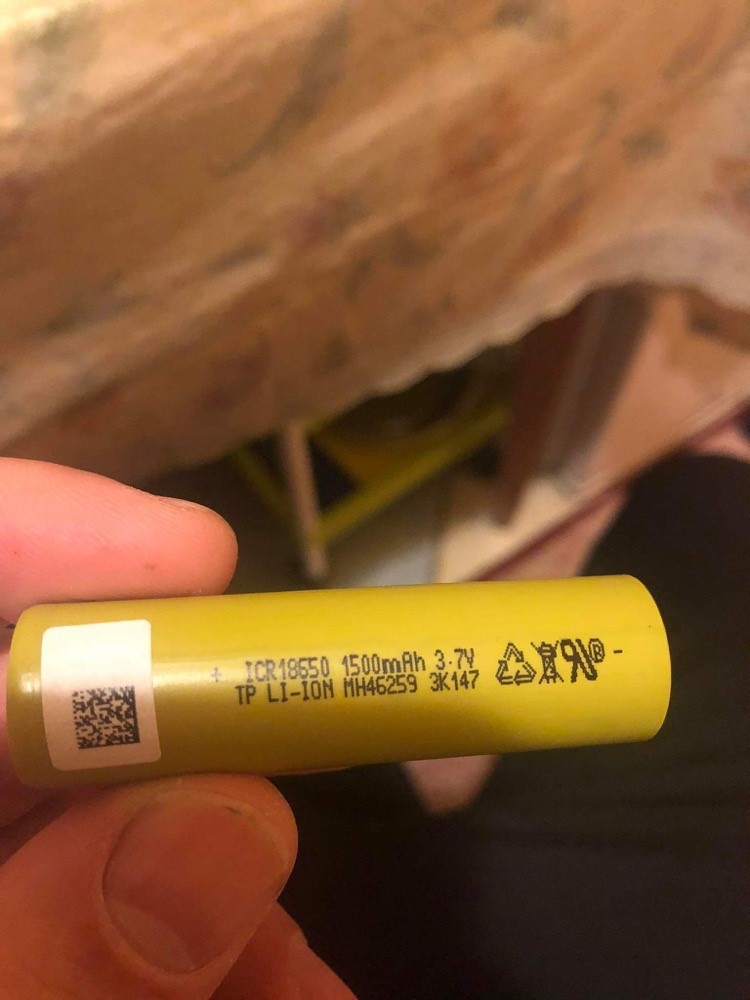 + ICR18650 1500mAh 3.7V -
TP LI-ION MH46259 3K147